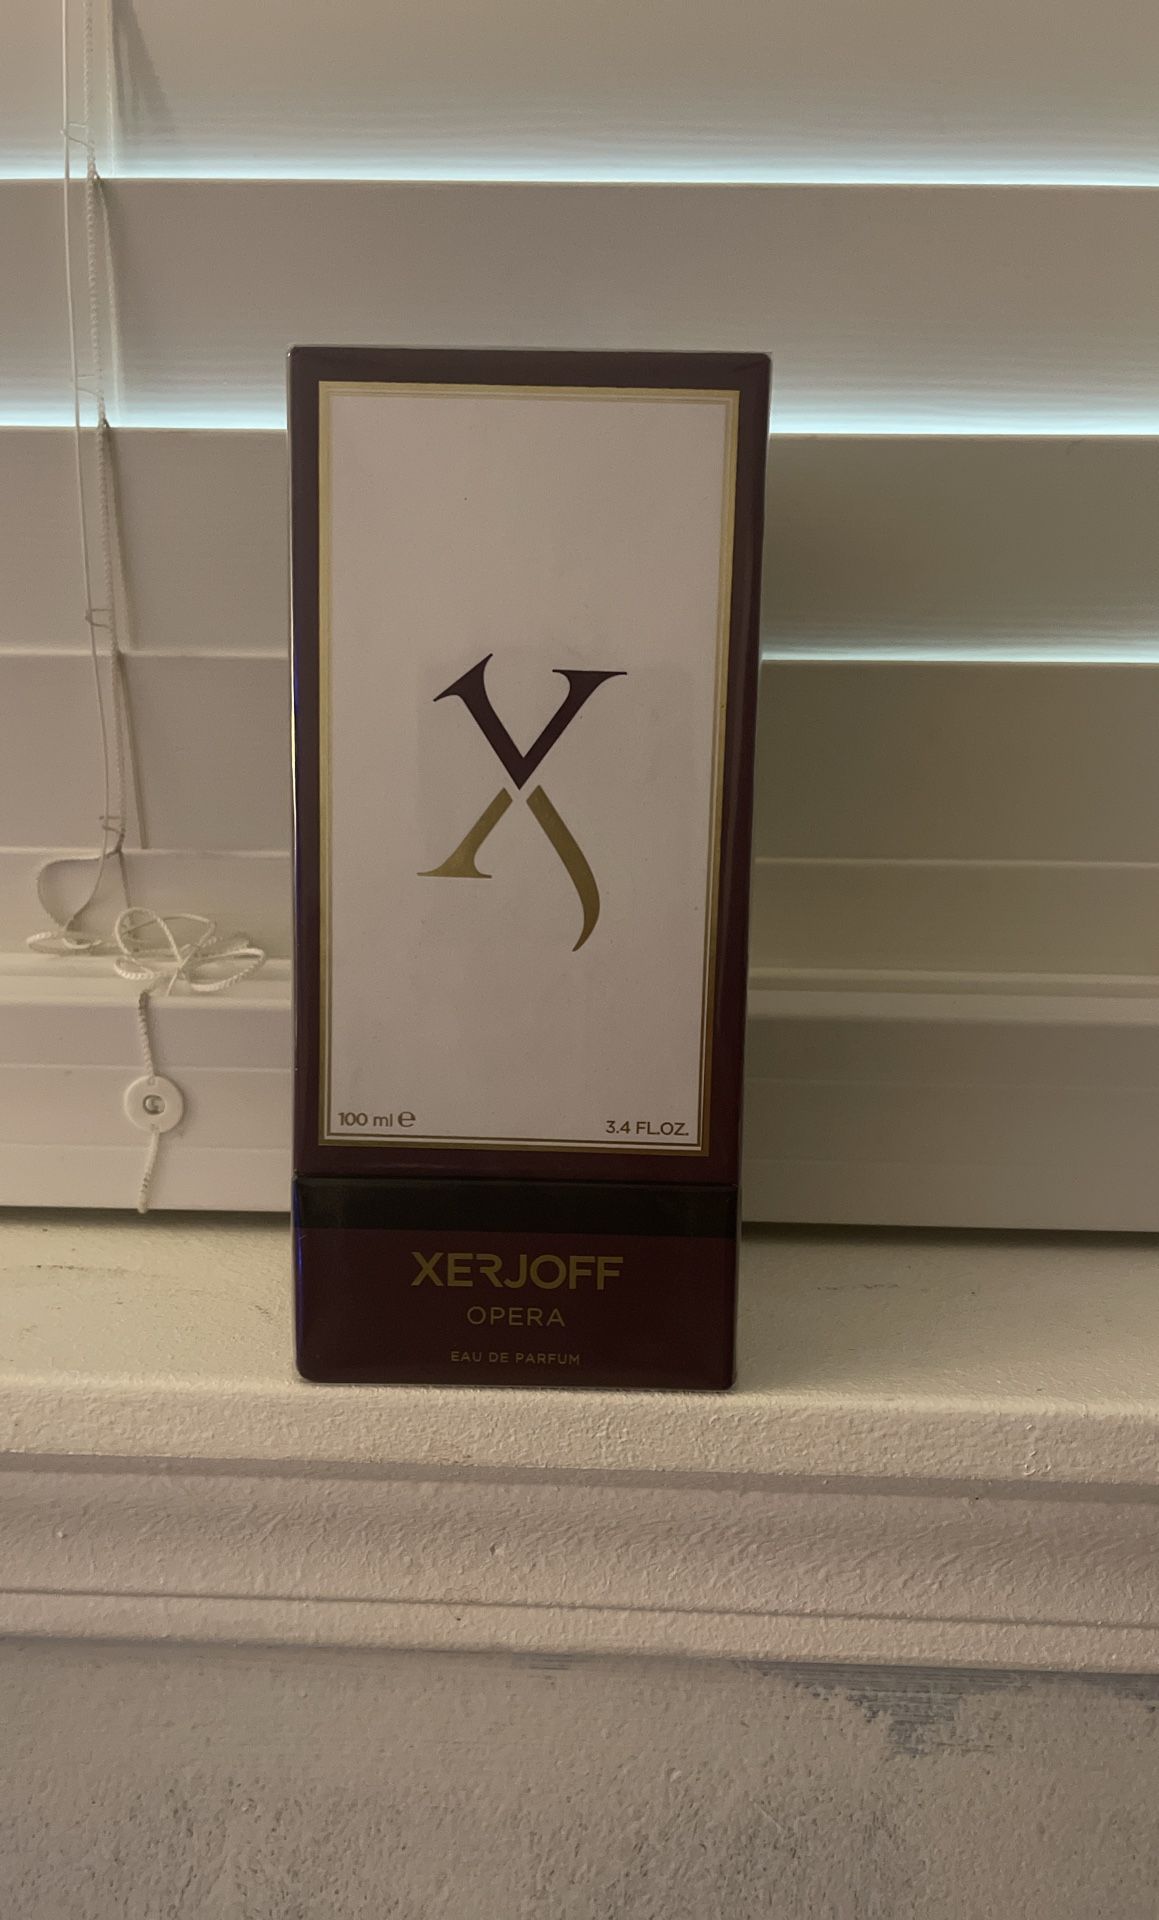 X
100 ml ℮
3.4 FL.OZ.
XERJOFF
OPERA
EAU DE PARFUM